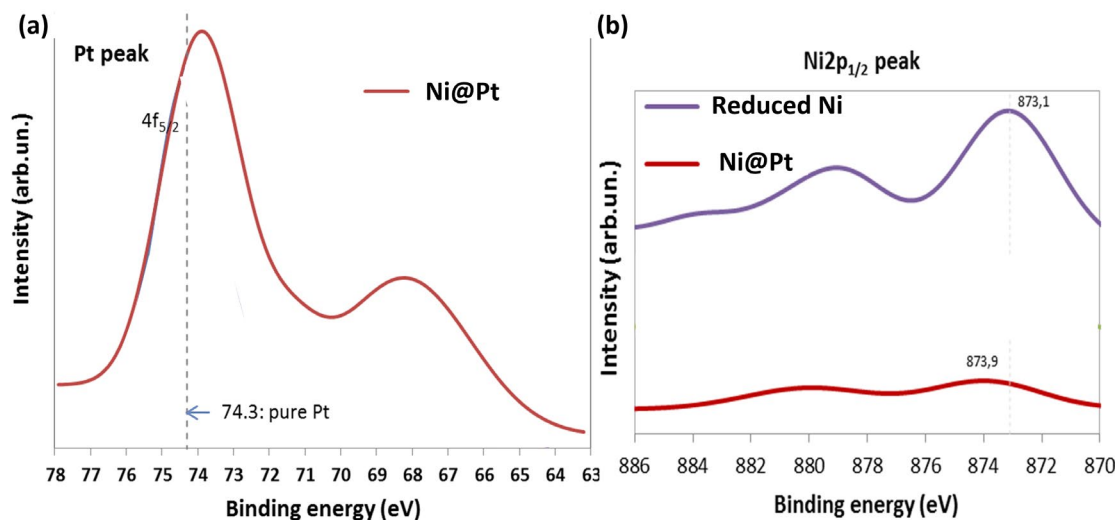 (a)
Pt peak
Ni@Pt
4f5/2
74.3: pure Pt
Intensity (arb.un.)
78 77 76 75 74 73 72 71 70 69 68 67 66 65 64 63
Binding energy (eV)
(b)
Ni2p1/2 peak
Reduced Ni
873,1
Ni@Pt
873,9
Intensity (arb.un.)
886 884 882 880 878 876 874 872 870
Binding energy (eV)